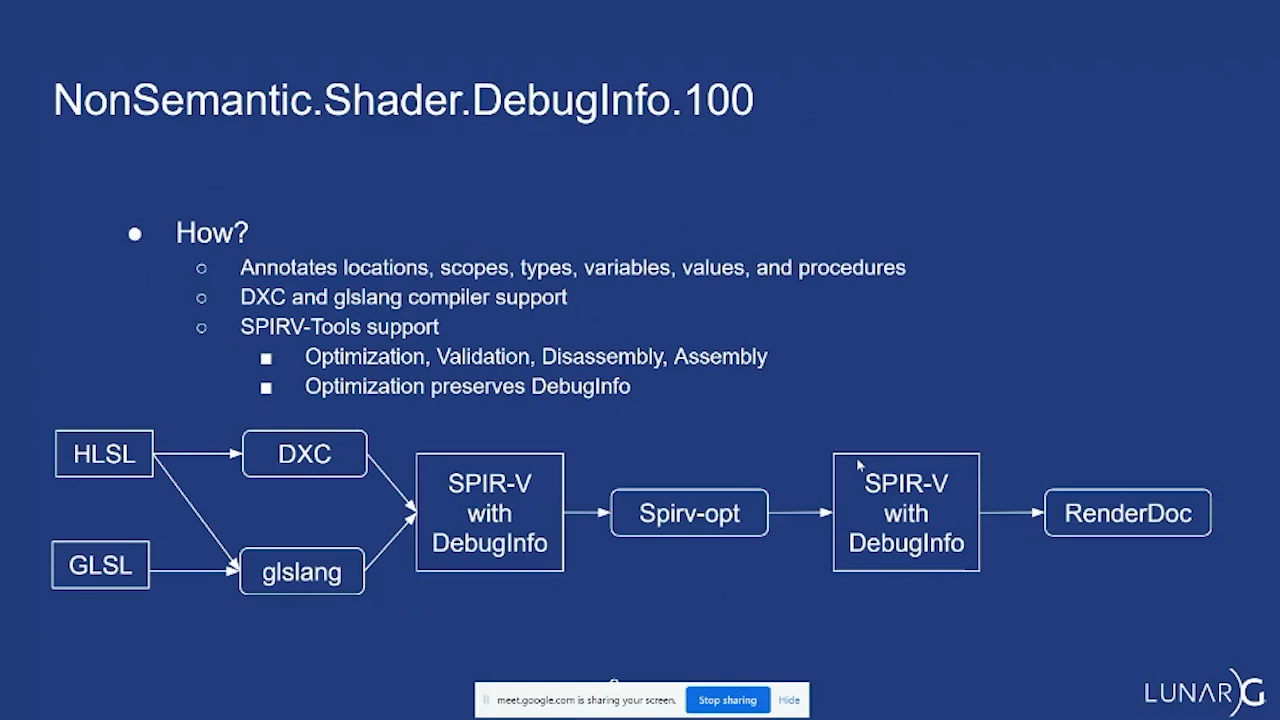 NonSemantic.Shader.DebugInfo.100
● How?
○ Annotates locations, scopes, types, variables, values, and procedures
○ DXC and glslang compiler support
○ SPIRV-Tools support
■ Optimization, Validation, Disassembly, Assembly
■ Optimization preserves DebugInfo
HLSL
DXC
GLSL
glslang
SPIR-V
with
DebugInfo
Spirv-opt
SPIR-V
with
DebugInfo
RenderDoc
meet.google.com is sharing your screen.
Stop sharing
Hide
LUNAR)G